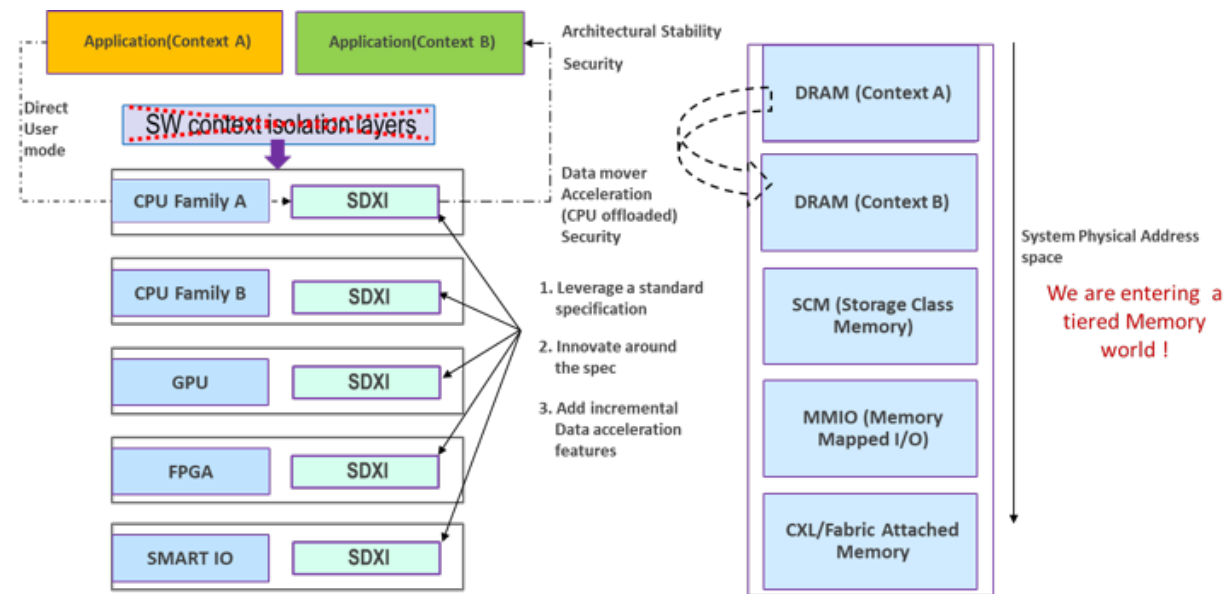 Application(Context A)
Application(Context B)
Architectural Stability
Security
Direct
User
mode
SW context isolation layers
CPU Family A
SDXI
Data mover
Acceleration
(CPU offloaded)
Security
CPU Family B
SDXI
GPU
SDXI
FPGA
SDXI
SMART IO
SDXI
1. Leverage a standard
specification
2. Innovate around
the spec
3. Add incremental
Data acceleration
features
DRAM (Context A)
DRAM (Context B)
SCM (Storage Class
Memory)
MMIO (Memory
Mapped I/O)
CXL/Fabric Attached
Memory
System Physical Address
space
We are entering a
tiered Memory
world !